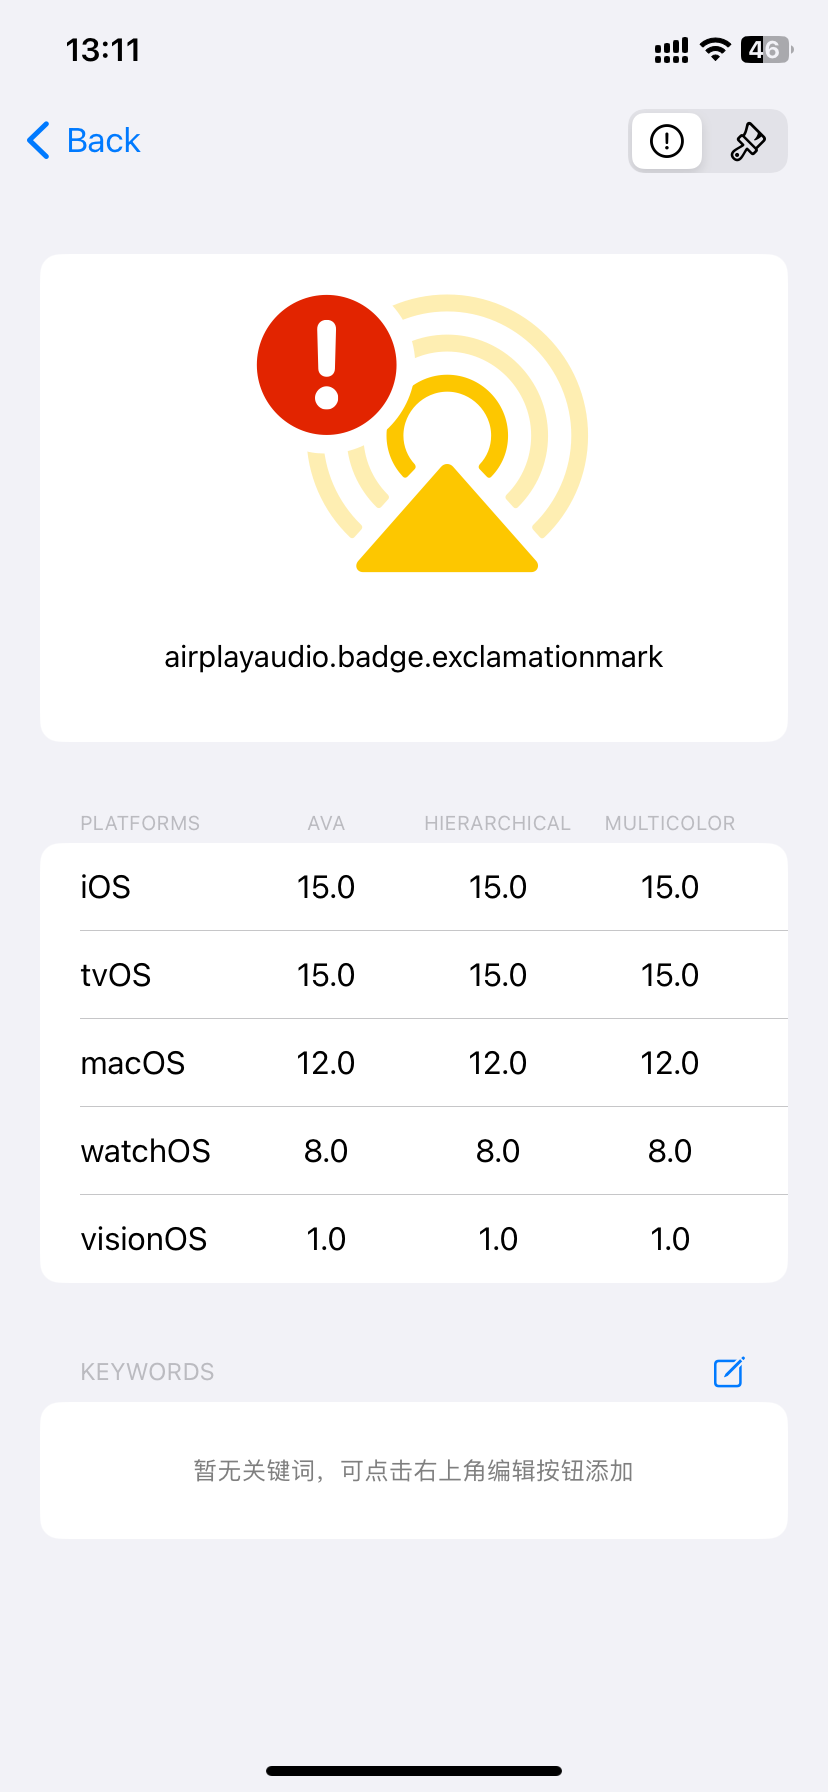 13:11
46
Back
airplayaudio.badge.exclamationmark
PLATFORMS AVA HIERARCHICAL MULTICOLOR
iOS 15.0 15.0 15.0
tvOS 15.0 15.0 15.0
macOS 12.0 12.0 12.0
watchOS 8.0 8.0 8.0
visionOS 1.0 1.0 1.0
KEYWORDS
暂无关键词，可点击右上角编辑按钮添加